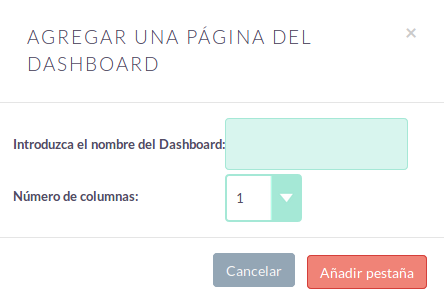 AGREGAR UNA PÁGINA DEL
DASHBOARD
×
Introduzca el nombre del Dashboard:
Número de columnas:
1
Cancelar
Añadir pestaña